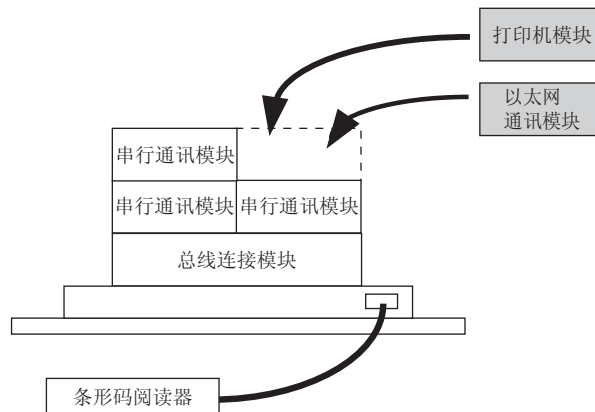 打印机模块
以太网
通讯模块
串行通讯模块
串行通讯模块
串行通讯模块
总线连接模块
条形码阅读器